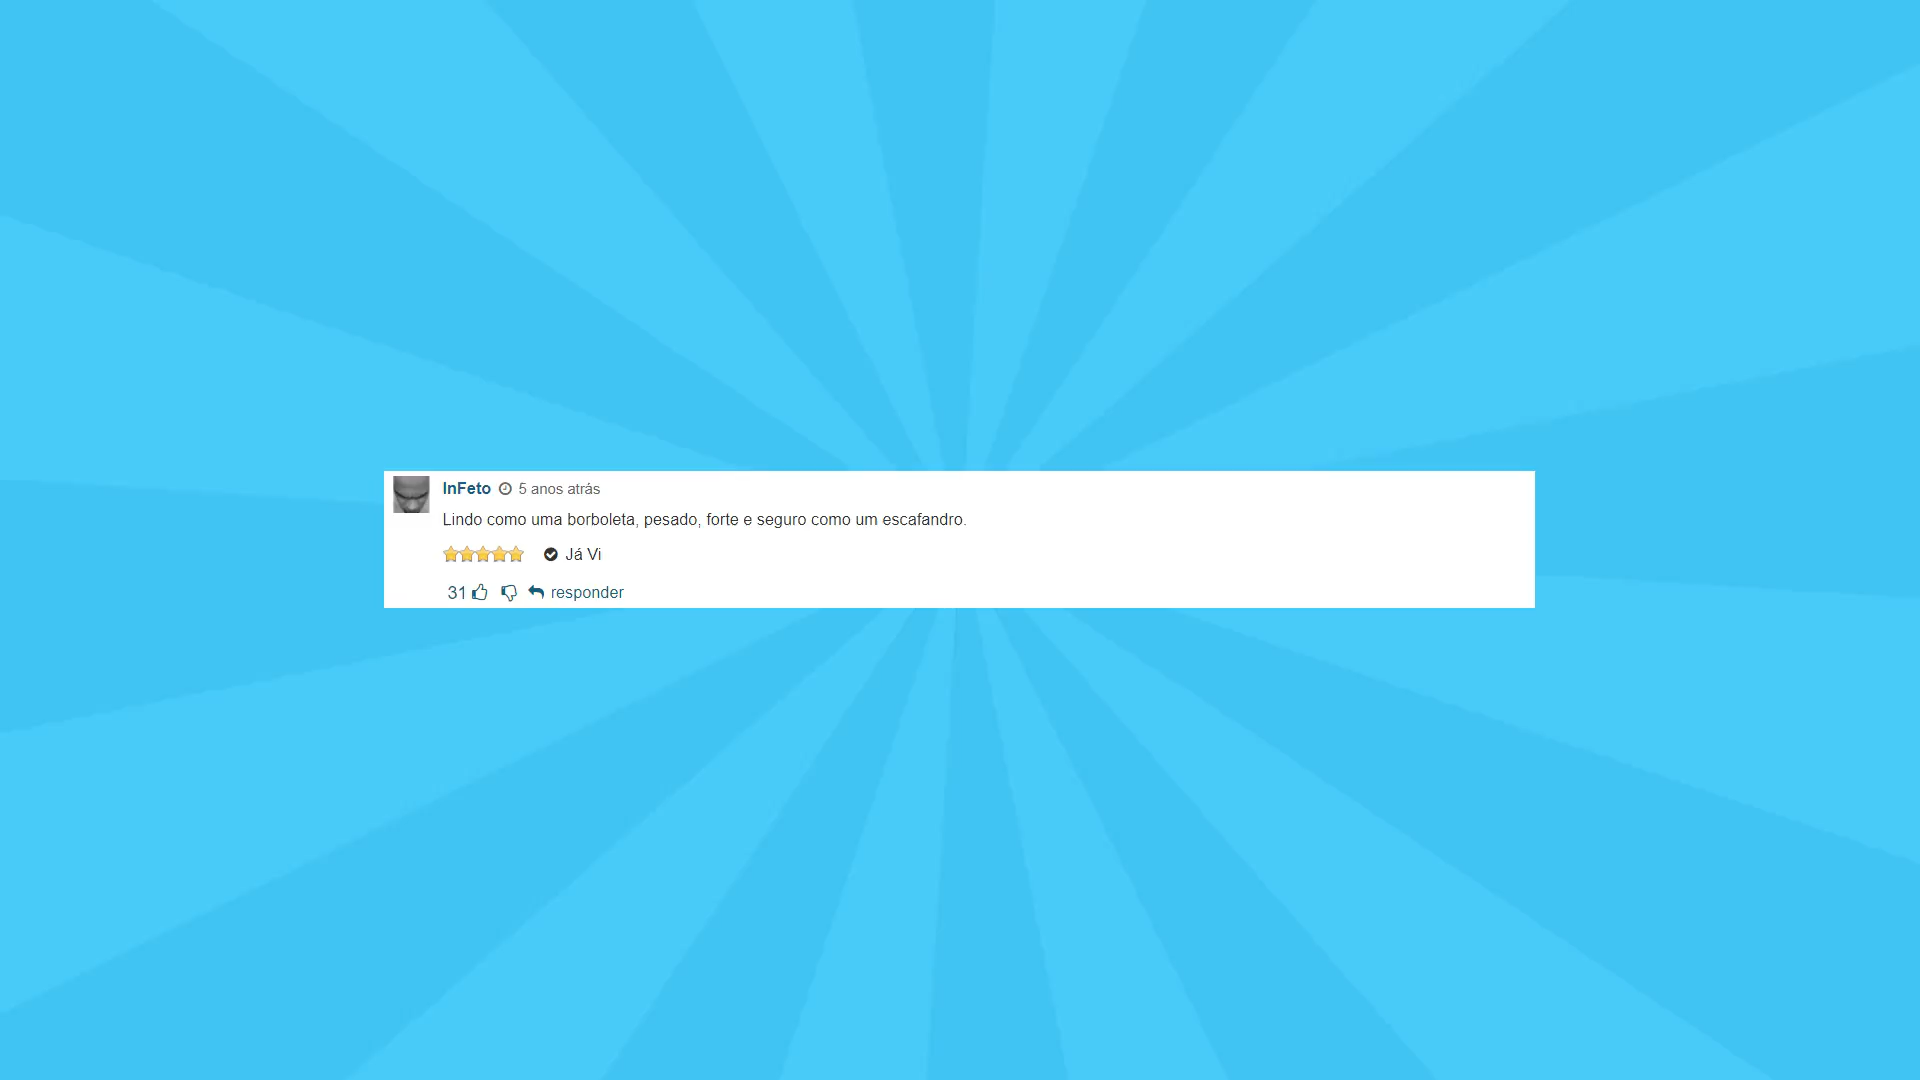 InFeto 5 anos atrás
Lindo como uma borboleta, pesado, forte e seguro como um escafandro.
Já Vi
31 responder